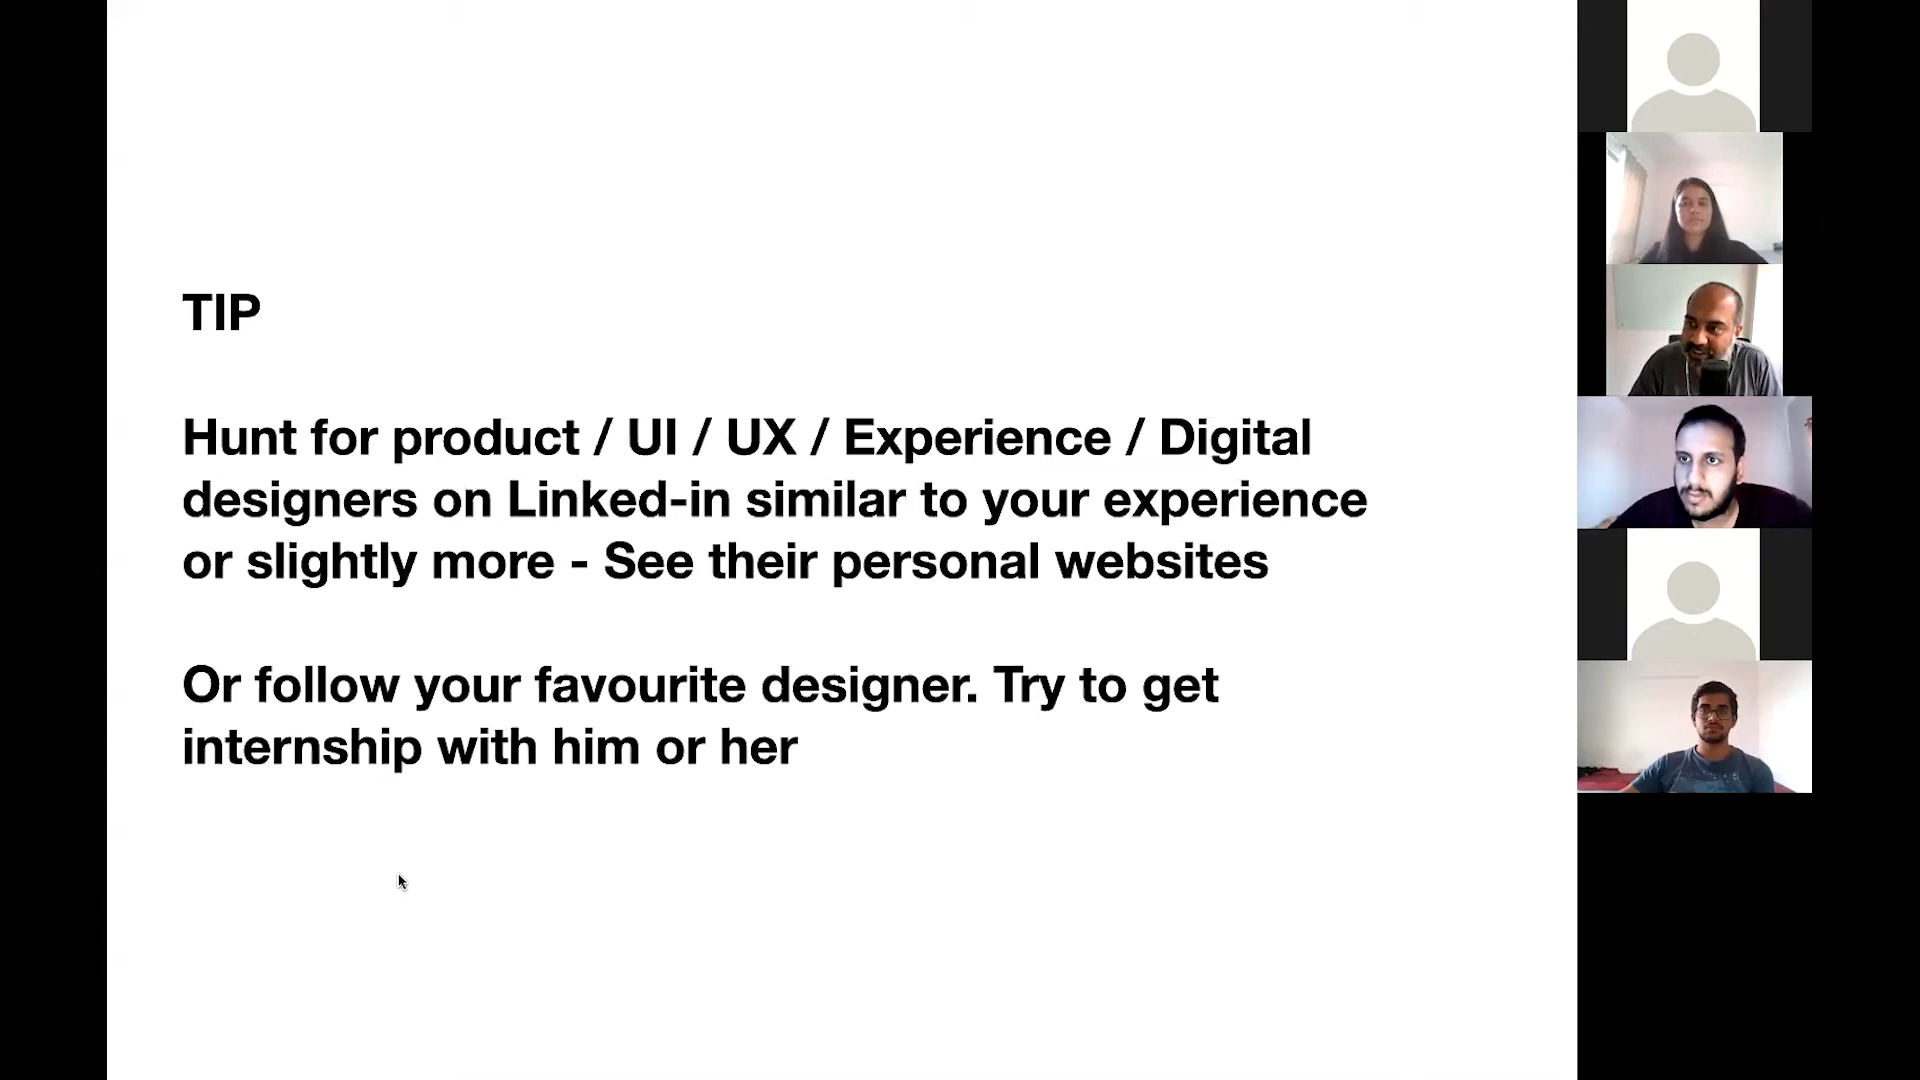 TIP
Hunt for product / UI / UX / Experience / Digital
designers on Linked-in similar to your experience
or slightly more - See their personal websites
Or follow your favourite designer. Try to get
internship with him or her